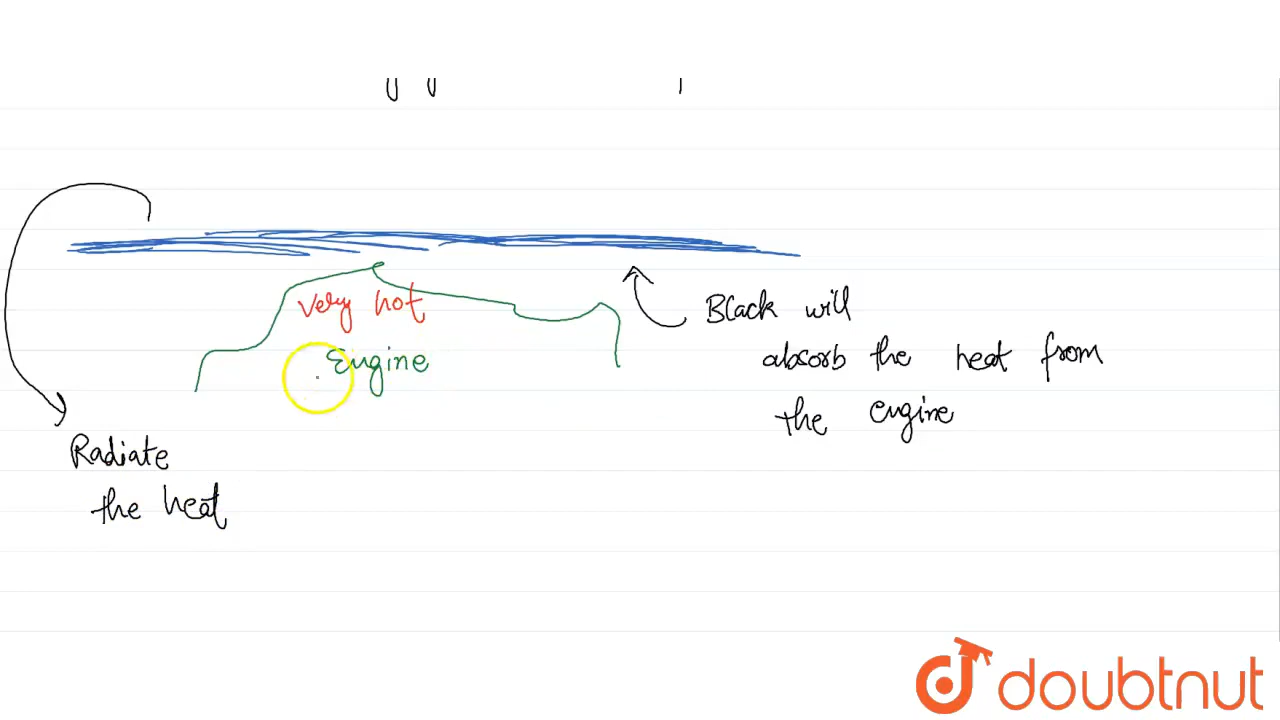 Very hot
Engine
Black will
absorb the heat from
the engine
Radiate
the heat
doubtnut